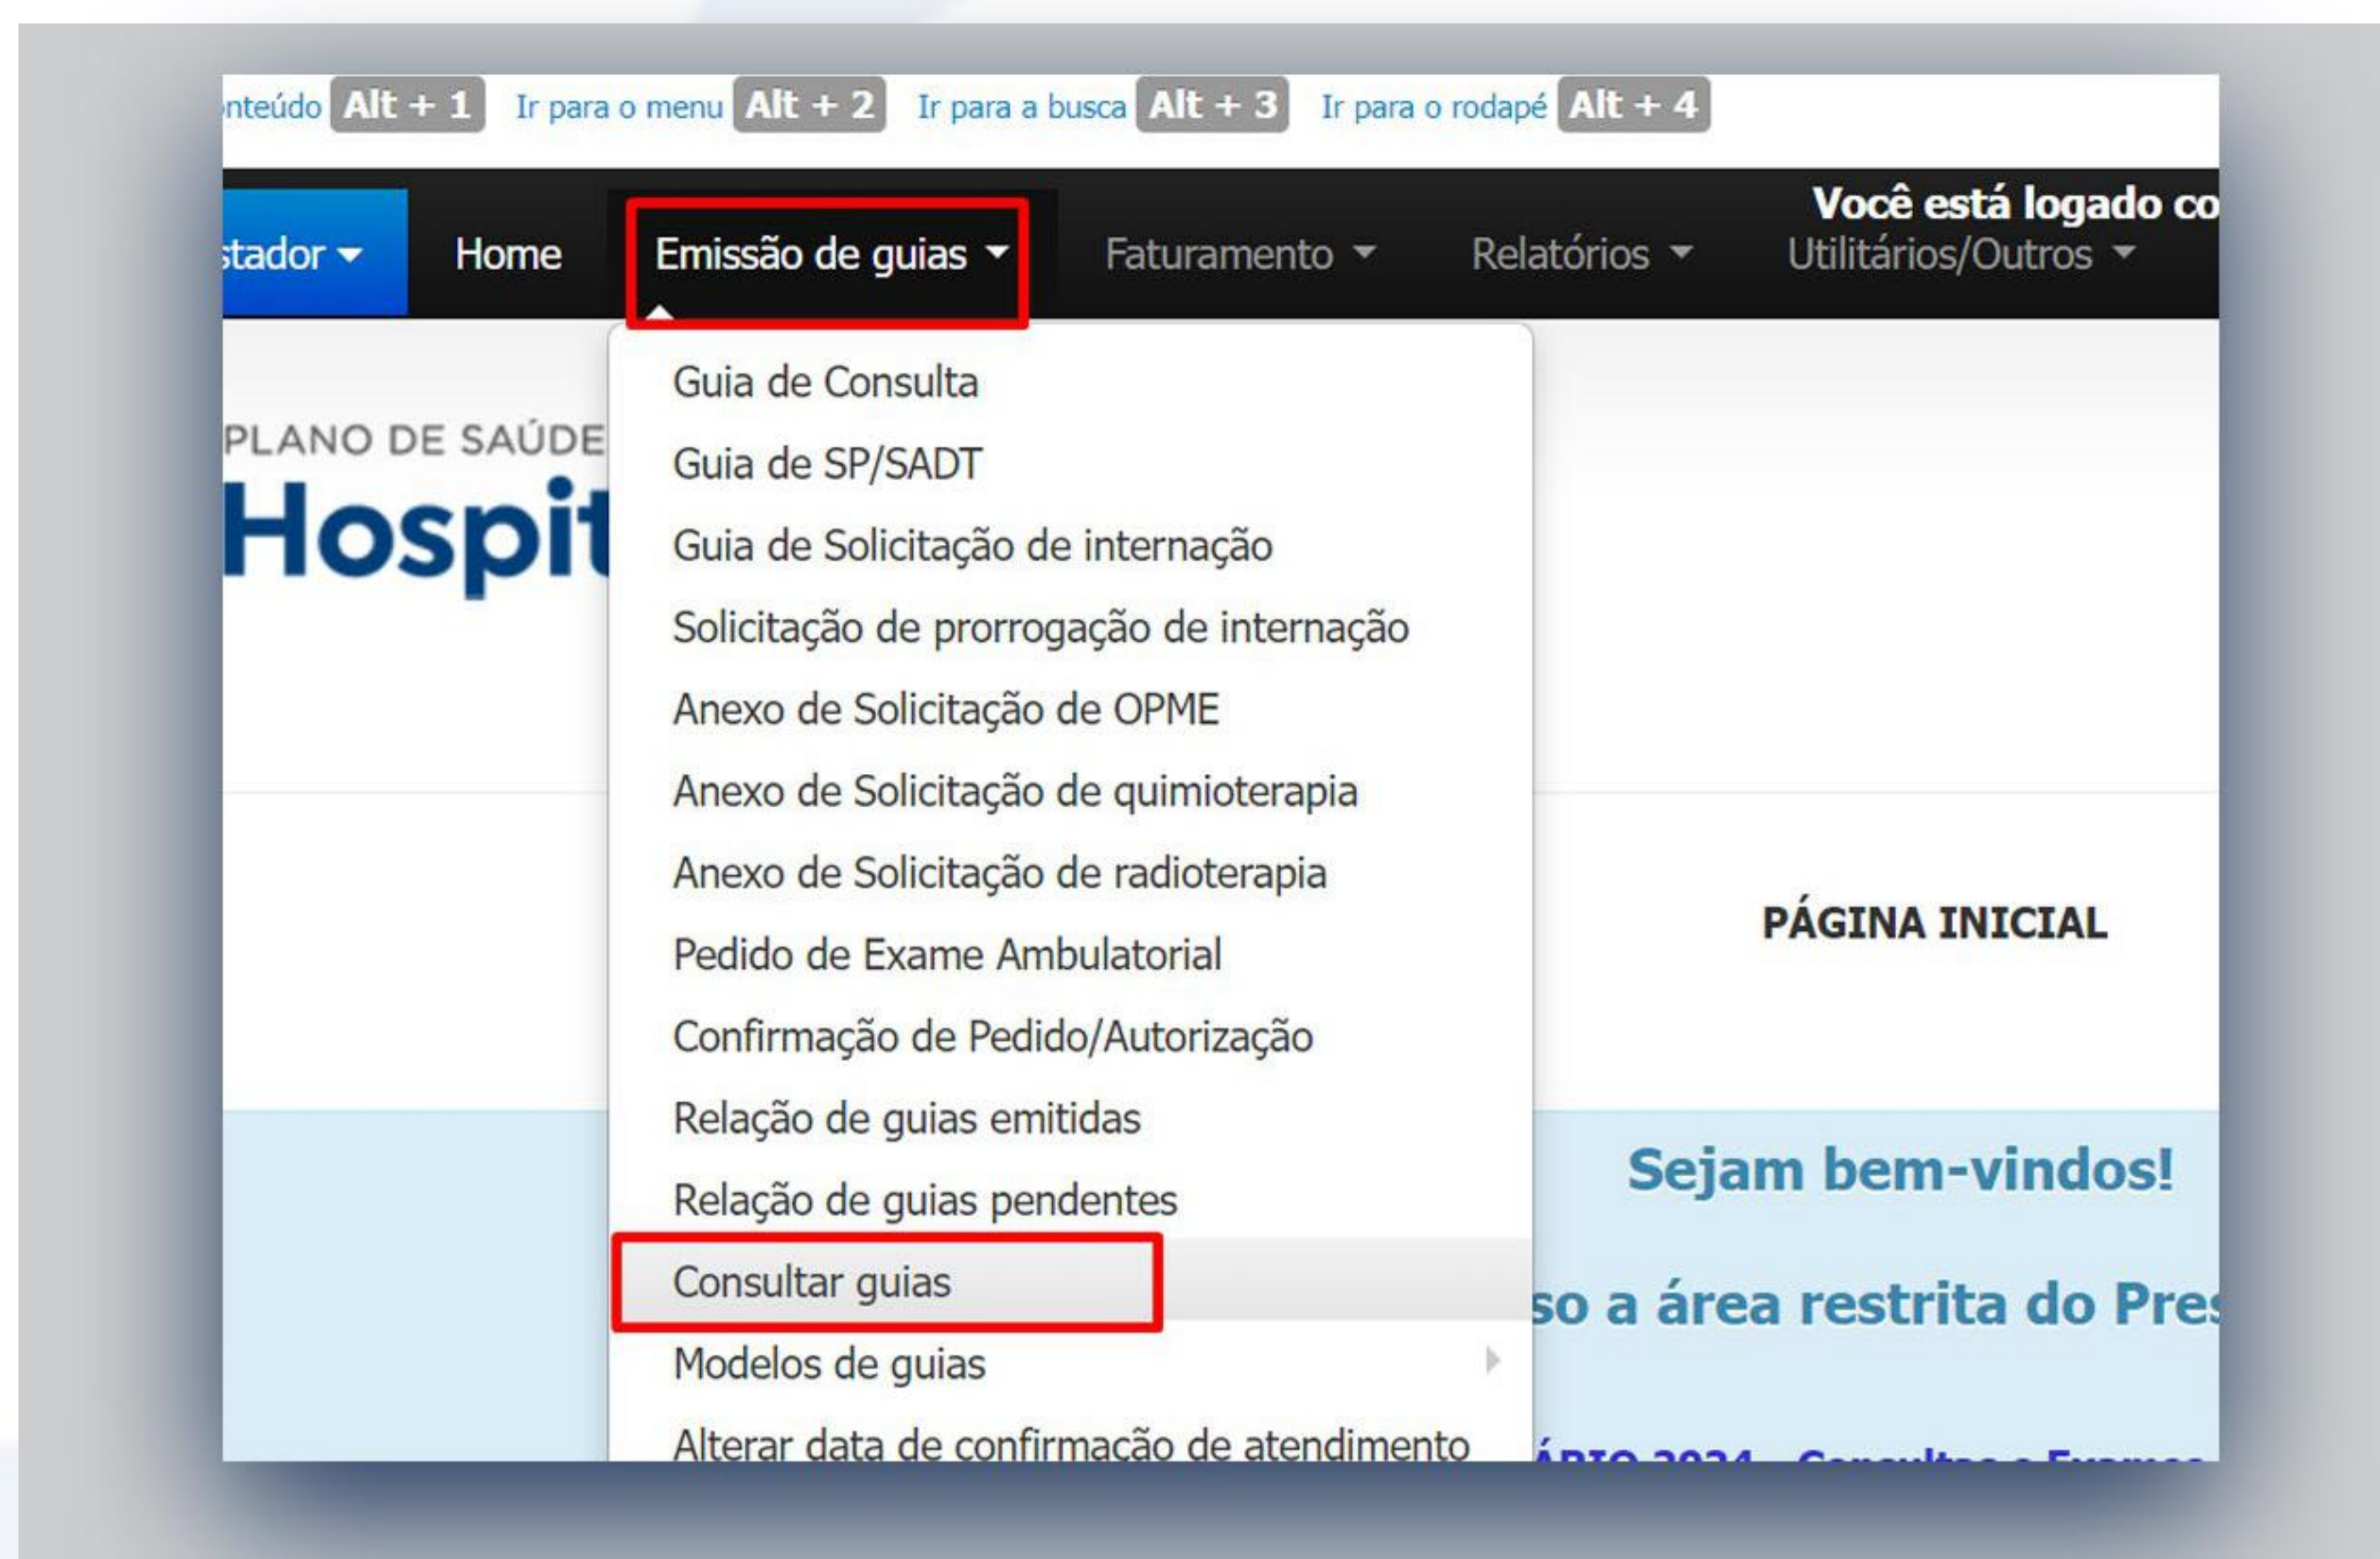 nteúdo Alt + 1 Ir para o menu Alt + 2 Ir para a busca Alt + 3 Ir para o rodapé Alt + 4
Você está logado co
stador Home Emissão de guias Faturamento Relatórios Utilitários/Outros
Guia de Consulta
PLANO DE SAÚDE
Guia de SP/SADT
Hospit
Guia de Solicitação de internação
Solicitação de prorrogação de internação
Anexo de Solicitação de OPME
Anexo de Solicitação de quimioterapia
Anexo de Solicitação de radioterapia
PÁGINA INICIAL
Pedido de Exame Ambulatorial
Confirmação de Pedido/Autorização
Relação de guias emitidas
Sejam bem-vindos!
Relação de guias pendentes
Consultar guias
so a área restrita do Pres
Modelos de guias
Alterar data de confirmação de atendimento
ÁRIO 2024 - Consultas e Exames